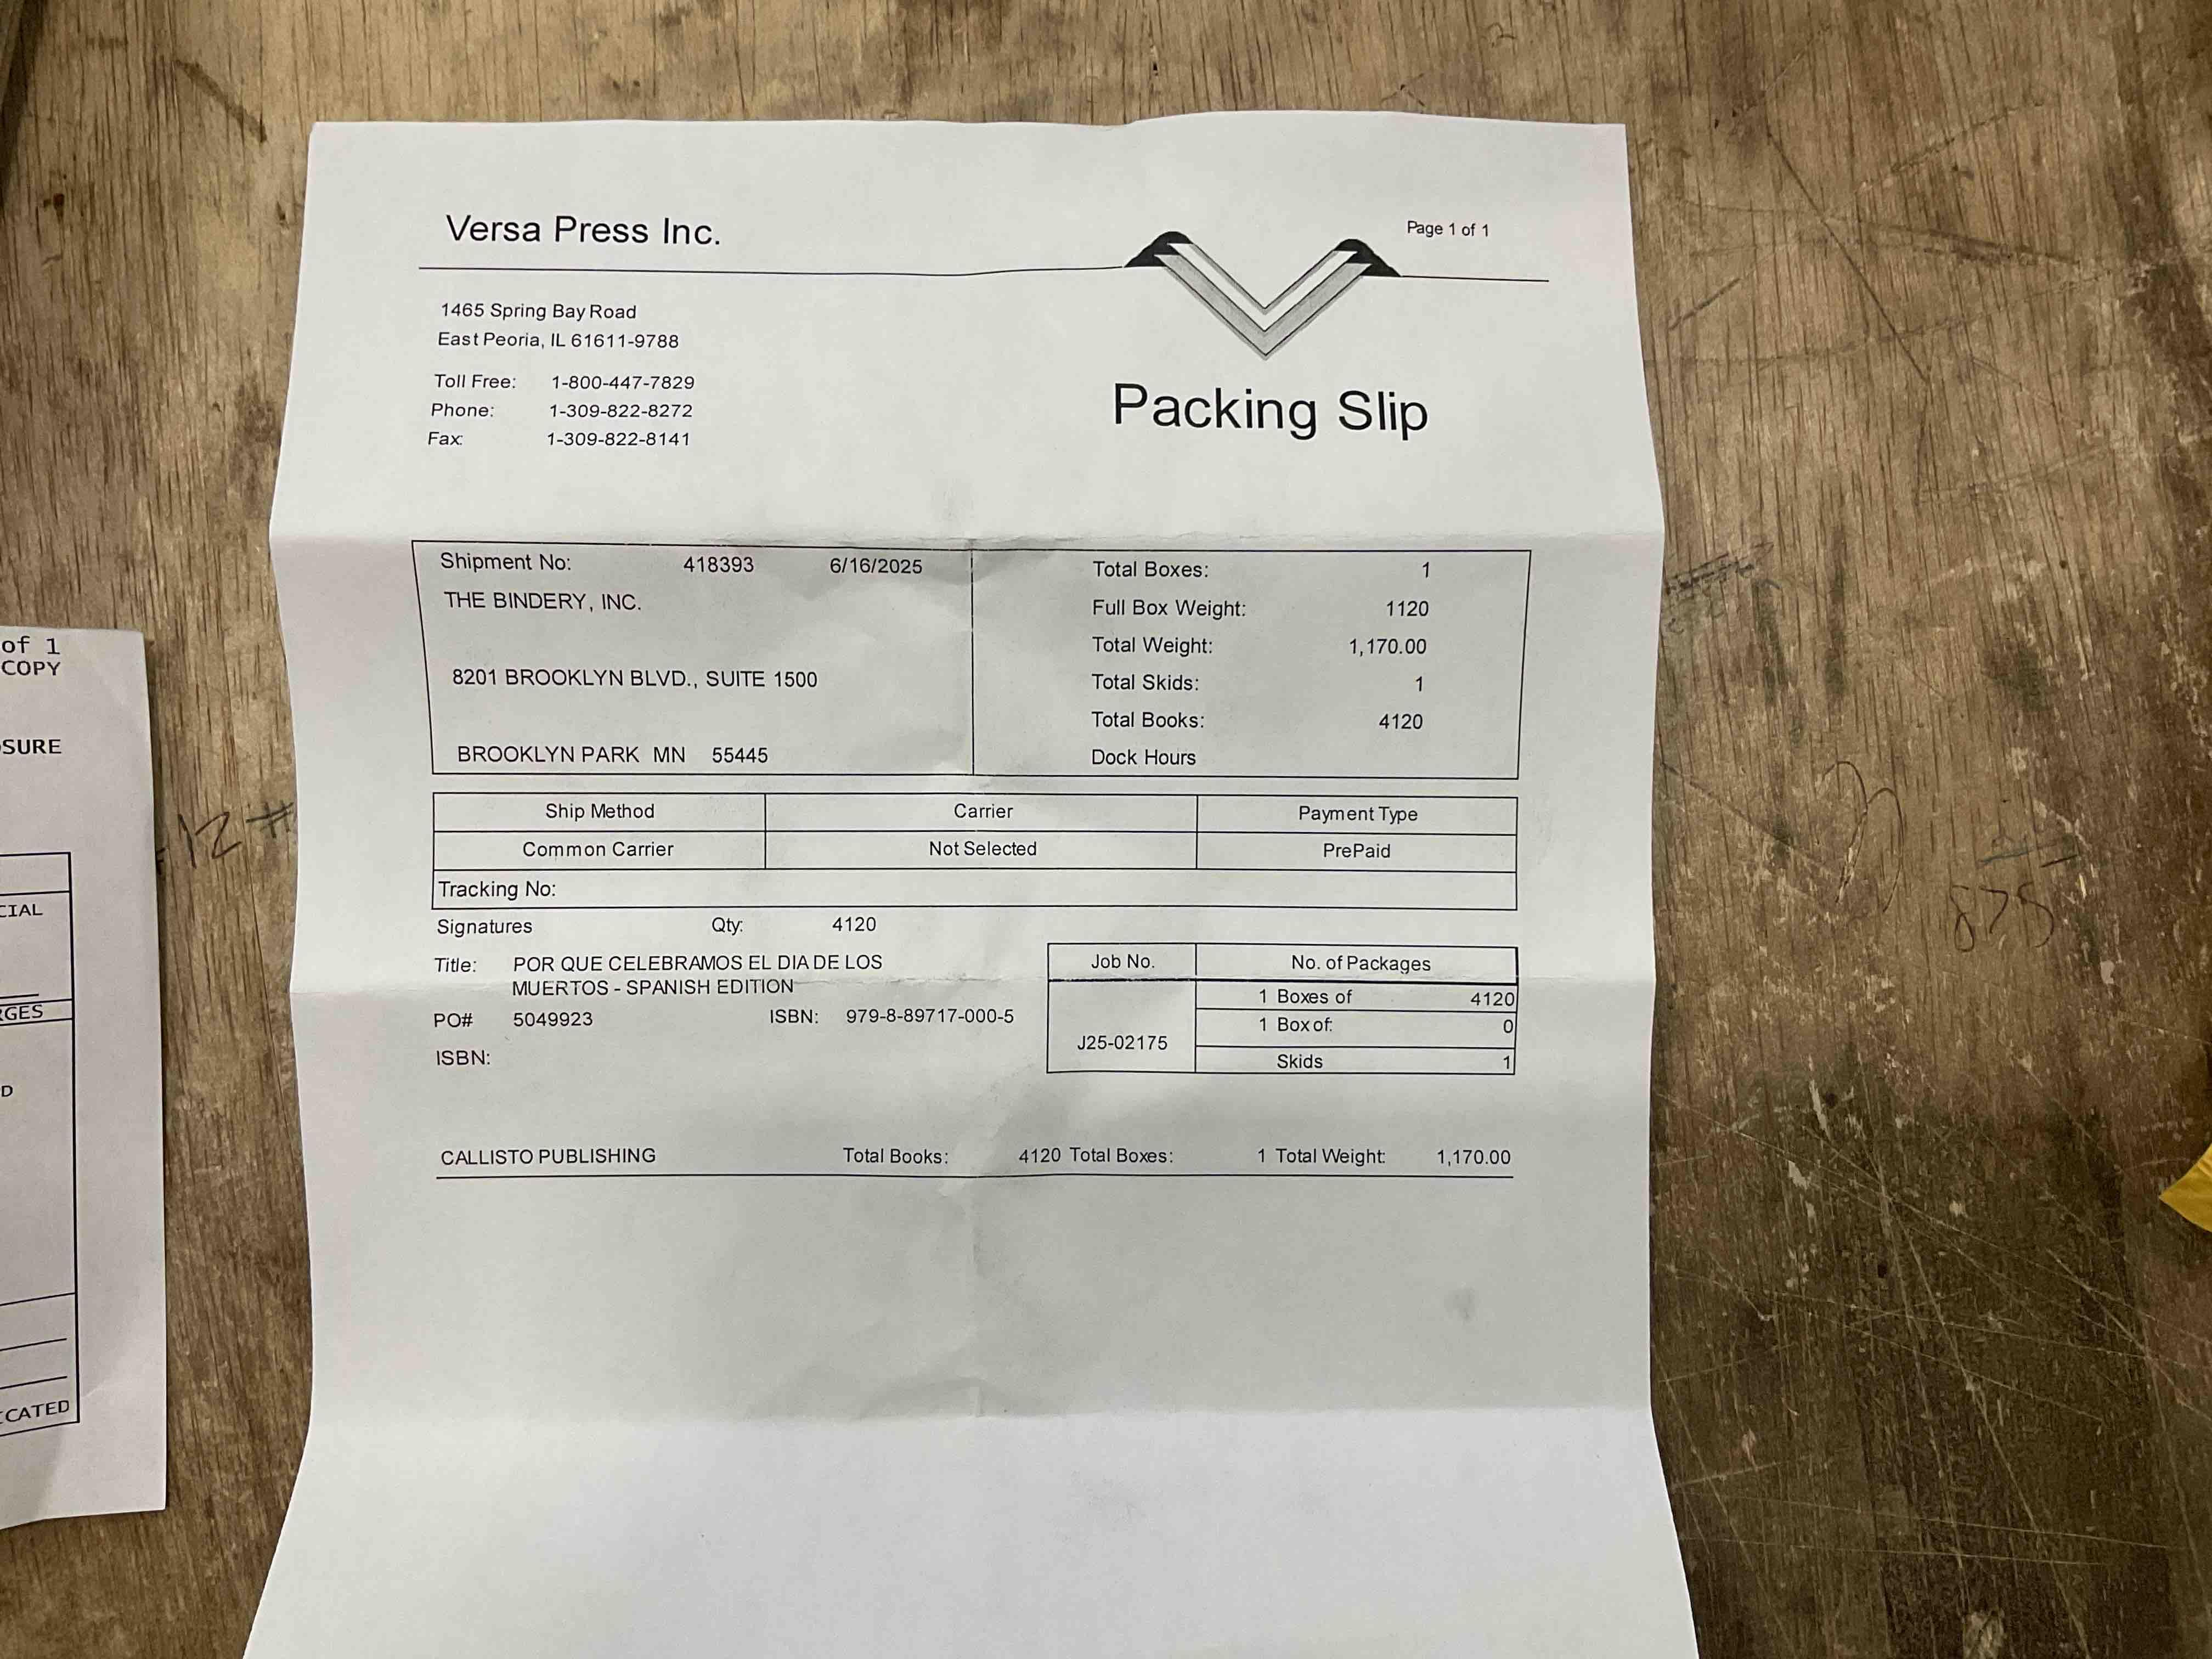 Versa Press Inc.
Page 1 of 1
1465 Spring Bay Road
East Peoria, IL 61611-9788
Toll Free: 1-800-447-7829
Phone: 1-309-822-8272
Fax: 1-309-822-8141
Packing Slip
Shipment No: 418393 6/16/2025
THE BINDERY, INC.
8201 BROOKLYN BLVD., SUITE 1500
BROOKLYN PARK MN 55445
Total Boxes: 1
Full Box Weight: 1120
Total Weight: 1,170.00
Total Skids: 1
Total Books: 4120
Dock Hours
Ship Method Carrier Payment Type
Common Carrier Not Selected PrePaid
Tracking No:
Signatures Qty: 4120
Title: POR QUE CELEBRAMOS EL DIA DE LOS
MUERTOS - SPANISH EDITION
PO# 5049923 ISBN: 979-8-89717-000-5
ISBN:
Job No. No. of Packages
1 Boxes of 4120
1 Box of: 0
J25-02175
Skids 1
CALLISTO PUBLISHING Total Books: 4120 Total Boxes: 1 Total Weight: 1,170.00
of 1
COPY
12 #
875